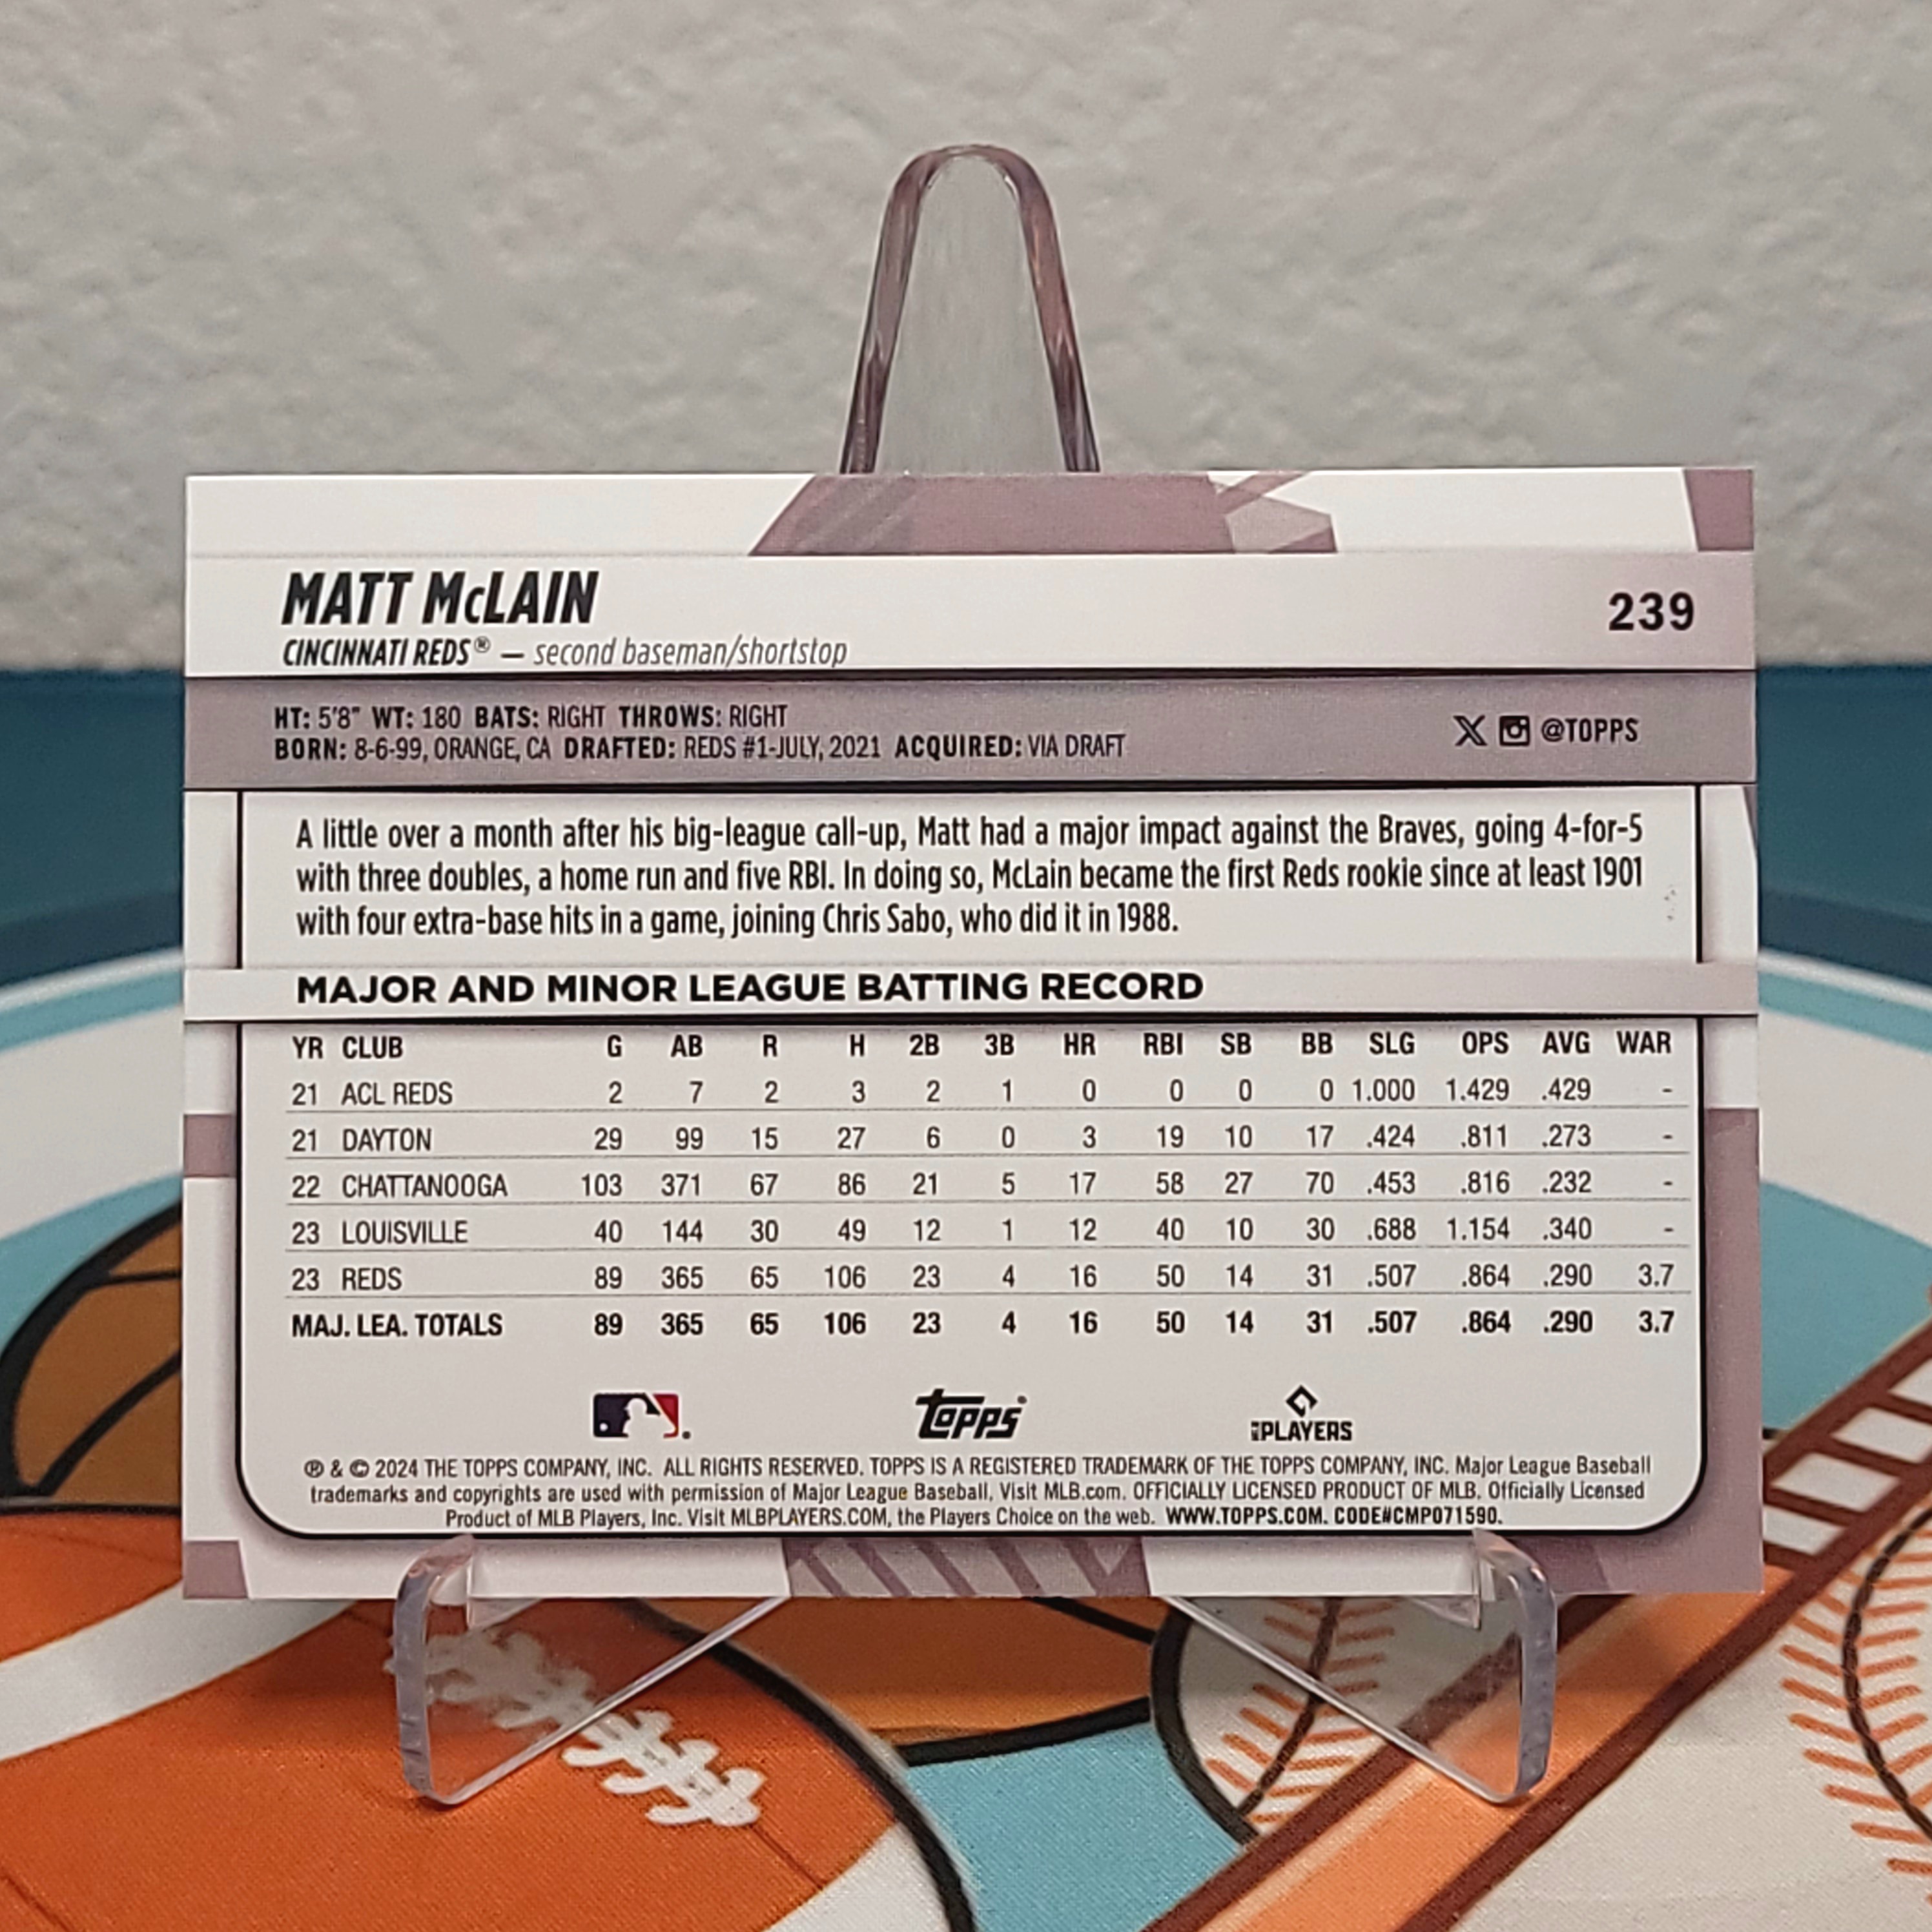 MATT McLAIN
239
CINCINNATI REDS® — second baseman/shortstop
HT: 5'8" WT: 180 BATS: RIGHT THROWS: RIGHT
BORN: 8-6-99, ORANGE, CA DRAFTED: REDS #1-JULY, 2021 ACQUIRED: VIA DRAFT
@TOPPS
A little over a month after his big-league call-up, Matt had a major impact against the Braves, going 4-for-5
with three doubles, a home run and five RBI. In doing so, McLain became the first Reds rookie since at least 1901
with four extra-base hits in a game, joining Chris Sabo, who did it in 1988.
MAJOR AND MINOR LEAGUE BATTING RECORD
YR CLUB G AB R H 2B 3B HR RBI SB BB SLG OPS AVG WAR
21 ACL REDS 2 7 2 3 2 1 0 0 0 0 1.000 1.429 .429 -
21 DAYTON 29 99 15 27 6 0 3 19 10 17 .424 .811 .273 -
22 CHATTANOOGA 103 371 67 86 21 5 17 58 27 70 .453 .816 .232 -
23 LOUISVILLE 40 144 30 49 12 1 12 40 10 30 .688 1.154 .340 -
23 REDS 89 365 65 106 23 4 16 50 14 31 .507 .864 .290 3.7
MAJ. LEA. TOTALS 89 365 65 106 23 4 16 50 14 31 .507 .864 .290 3.7
topps
MLB PLAYERS
® & © 2024 THE TOPPS COMPANY, INC. ALL RIGHTS RESERVED. TOPPS IS A REGISTERED TRADEMARK OF THE TOPPS COMPANY, INC. Major League Baseball
trademarks and copyrights are used with permission of Major League Baseball, Visit MLB.com. OFFICIALLY LICENSED PRODUCT OF MLB. Officially Licensed
Product of MLB Players, Inc. Visit MLBPLAYERS.COM, the Players Choice on the web. WWW.TOPPS.COM. CODE#CMP071590.